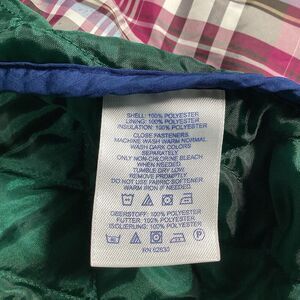 SHELL: 100% POLYESTER
LINING: 100% POLYESTER
INSULATION: 100% POLYESTER
CLOSE FASTENERS.
MACHINE WASH WARM NORMAL
WASH DARK COLORS
SEPARATELY
ONLY NON-CHLORINE BLEACH
WHEN NEEDED
TUMBLE DRY LOW.
REMOVE PROMPTLY
DO NOT USE FABRIC SOFTENER.
WARM IRON IF NEEDED.
OBERSTOFF: 100% POLYESTER
FUTTER: 100% POLYESTER
ISOLIERUNG: 100% POLYESTER
P
RN 62830